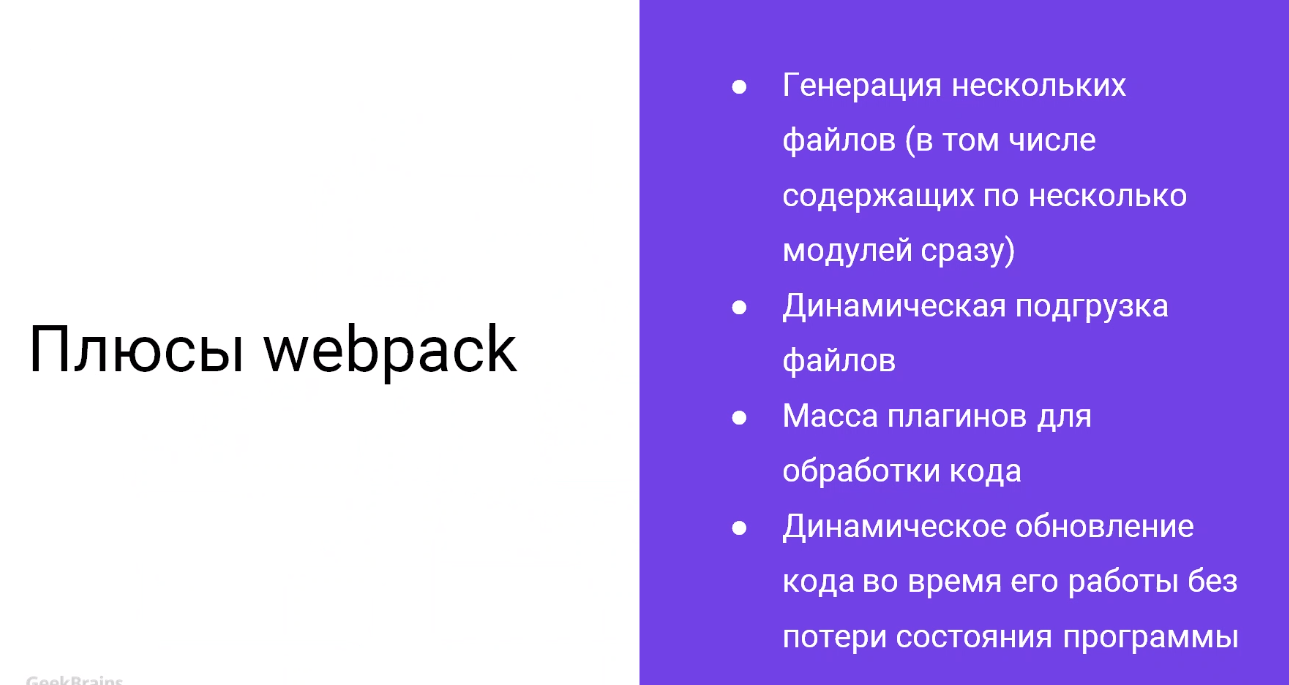 Плюсы webpack
● Генерация нескольких
файлов (в том числе
содержащих по несколько
модулей сразу)
● Динамическая подгрузка
файлов
● Масса плагинов для
обработки кода
● Динамическое обновление
кода во время его работы без
потери состояния программы
GeekBrains